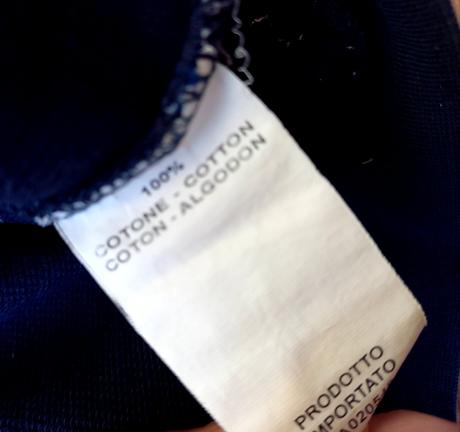 100%
COTONE - COTTON
COTON - ALGODON
PRODOTTO
IMPORTATO